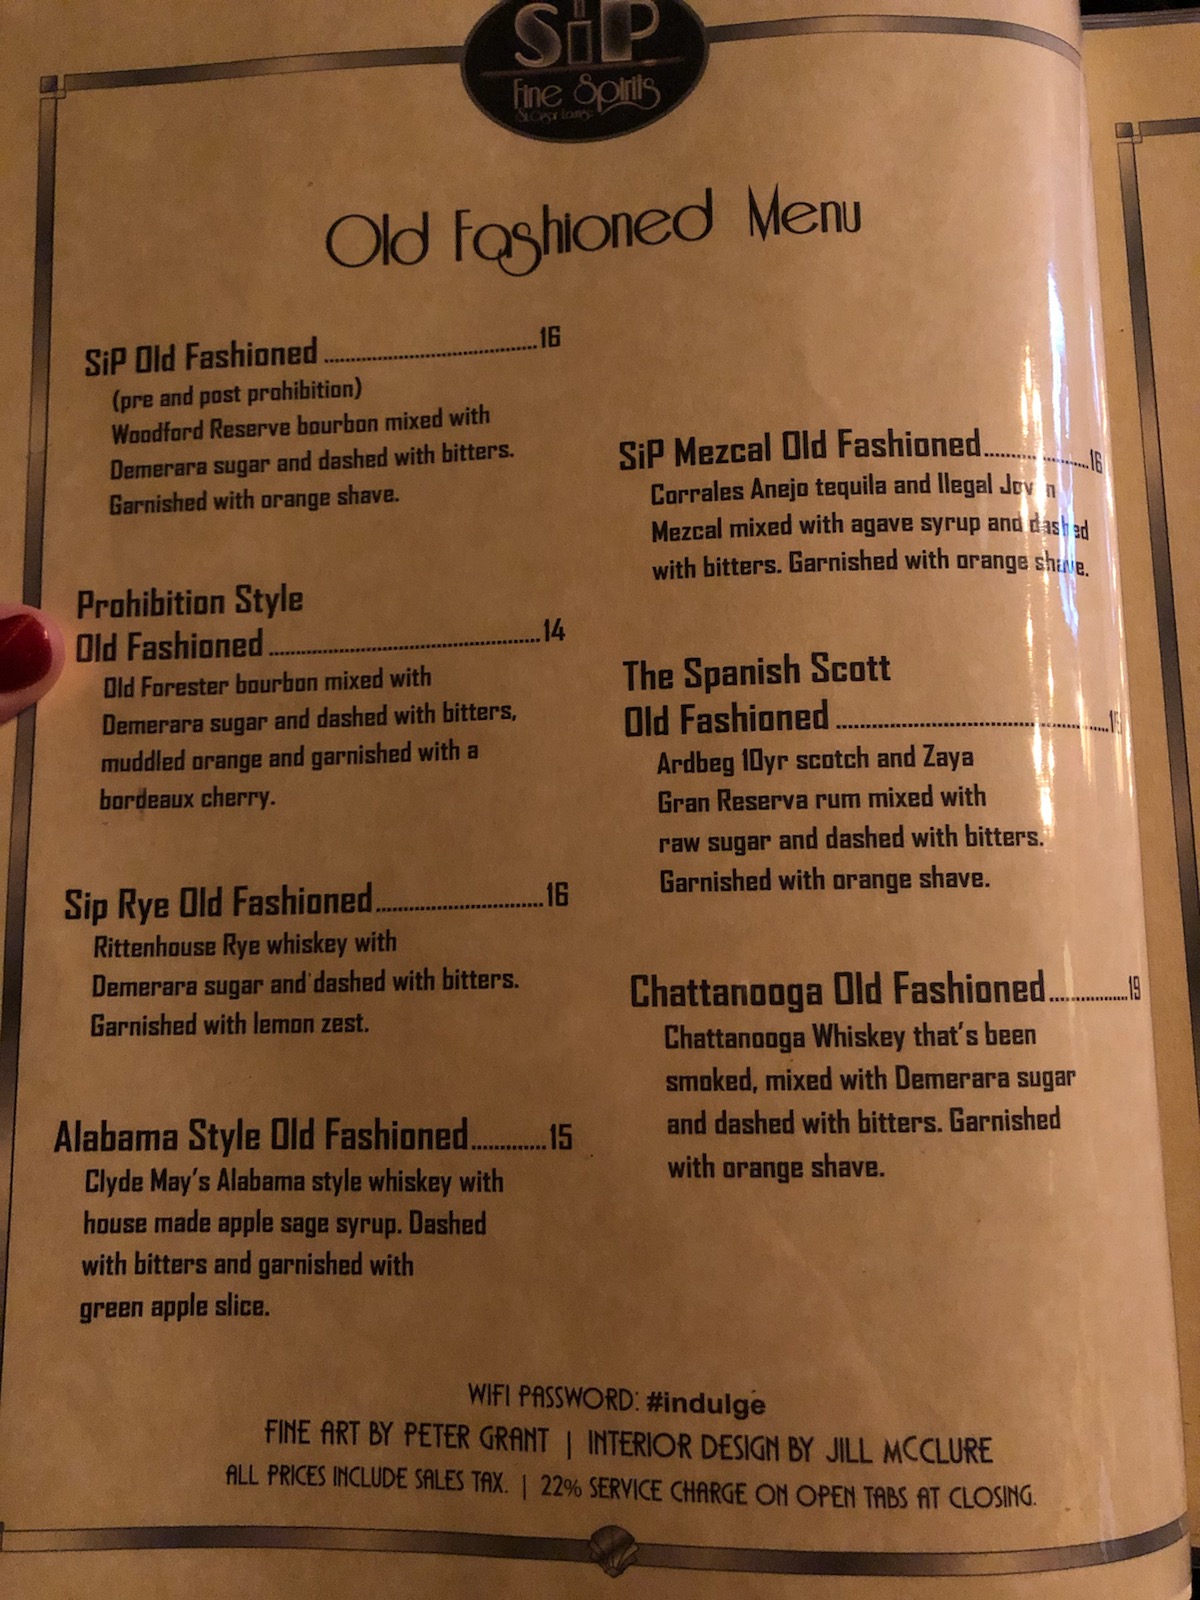 SiP
Fine Spirits
Old Fashioned Menu
SiP Old Fashioned ........................................16
(pre and post prohibition)
Woodford Reserve bourbon mixed with
Demerara sugar and dashed with bitters.
Garnished with orange shave.
Prohibition Style
Old Fashioned ....................................................14
Old Forester bourbon mixed with
Demerara sugar and dashed with bitters,
muddled orange and garnished with a
bordeaux cherry.
Sip Rye Old Fashioned................................16
Rittenhouse Rye whiskey with
Demerara sugar and dashed with bitters.
Garnished with lemon zest.
Alabama Style Old Fashioned.............15
Clyde May's Alabama style whiskey with
house made apple sage syrup. Dashed
with bitters and garnished with
green apple slice.
SiP Mezcal Old Fashioned....................16
Corrales Anejo tequila and Ilegal Joven
Mezcal mixed with agave syrup and dashed
with bitters. Garnished with orange shave.
The Spanish Scott
Old Fashioned ....................................................
Ardbeg 10yr scotch and Zaya
Gran Reserva rum mixed with
raw sugar and dashed with bitters.
Garnished with orange shave.
Chattanooga Old Fashioned................19
Chattanooga Whiskey that's been
smoked, mixed with Demerara sugar
and dashed with bitters. Garnished
with orange shave.
WIFI PASSWORD: #indulge
FINE ART BY PETER GRANT | INTERIOR DESIGN BY JILL MCCLURE
ALL PRICES INCLUDE SALES TAX. | 22% SERVICE CHARGE ON OPEN TABS AT CLOSING.